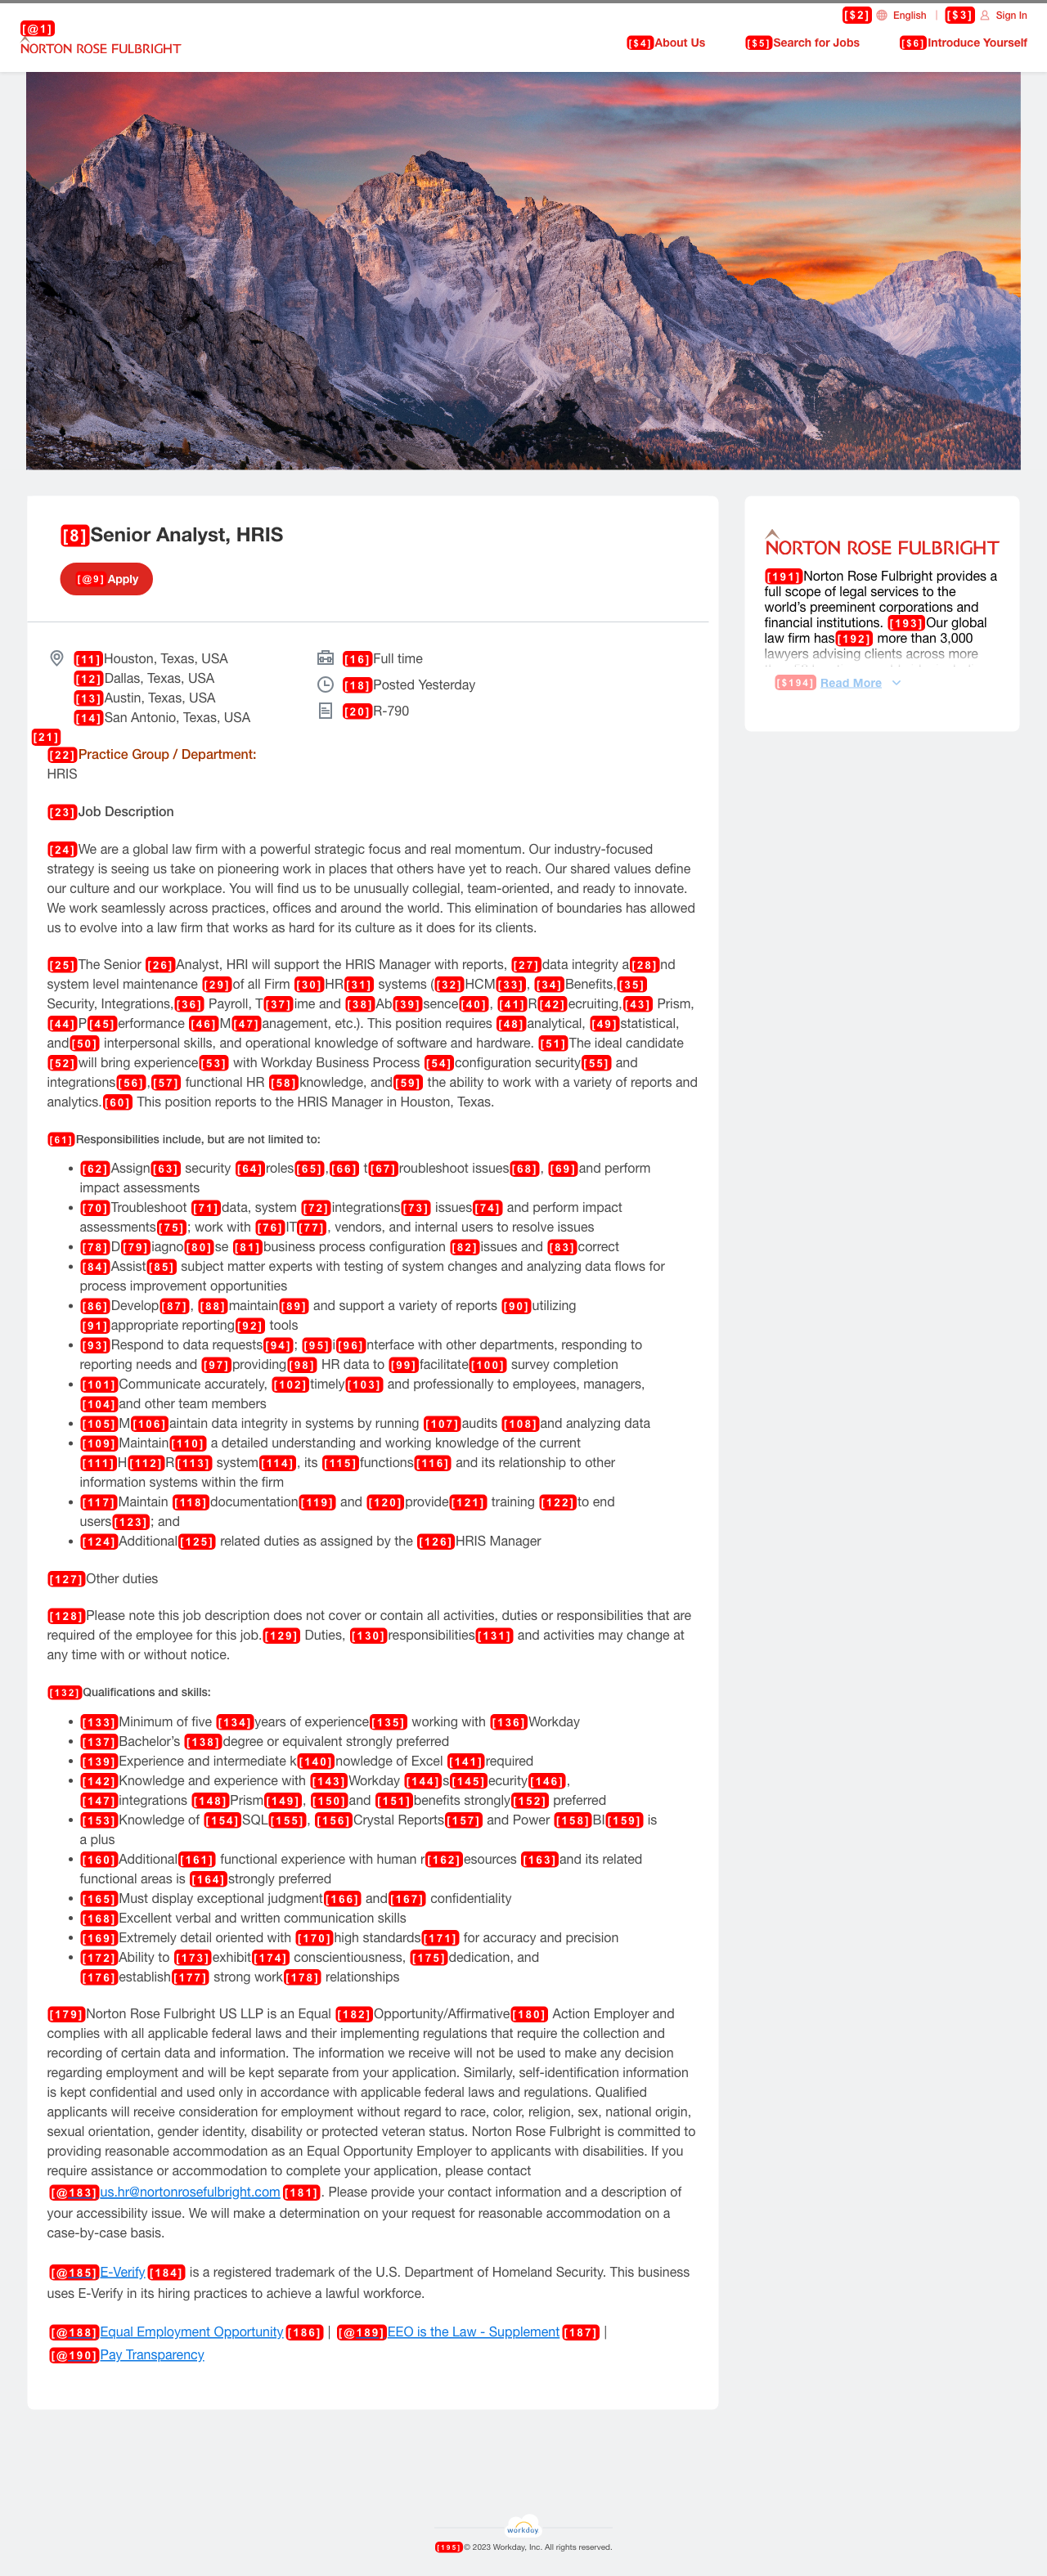 [@1]
NORTON ROSE FULBRIGHT
[$2] English | [$3] Sign In
[$4]About Us [$5]Search for Jobs [$6]Introduce Yourself
[8]Senior Analyst, HRIS
[@9] Apply
[11]Houston, Texas, USA
[12]Dallas, Texas, USA
[13]Austin, Texas, USA
[14]San Antonio, Texas, USA
[16]Full time
[18]Posted Yesterday
[20]R-790
[21]
[22]Practice Group / Department:
HRIS
[23]Job Description
[24]We are a global law firm with a powerful strategic focus and real momentum. Our industry-focused
strategy is seeing us take on pioneering work in places that others have yet to reach. Our shared values define
our culture and our workplace. You will find us to be unusually collegial, team-oriented, and ready to innovate.
We work seamlessly across practices, offices and around the world. This elimination of boundaries has allowed
us to evolve into a law firm that works as hard for its culture as it does for its clients.
[25]The Senior [26]Analyst, HRI will support the HRIS Manager with reports, [27]data integrity a[28]nd
system level maintenance [29]of all Firm [30]HR[31] systems ([32]HCM[33], [34]Benefits,[35]
Security, Integrations,[36] Payroll, T[37]ime and [38]Ab[39]sence[40], [41]R[42]ecruiting,[43] Prism,
[44]P[45]erformance [46]M[47]anagement, etc.). This position requires [48]analytical, [49]statistical,
and[50] interpersonal skills, and operational knowledge of software and hardware. [51]The ideal candidate
[52]will bring experience[53] with Workday Business Process [54]configuration security[55] and
integrations[56],[57] functional HR [58]knowledge, and[59] the ability to work with a variety of reports and
analytics.[60] This position reports to the HRIS Manager in Houston, Texas.
[61]Responsibilities include, but are not limited to:
• [62]Assign[63] security [64]roles[65],[66] t[67]roubleshoot issues[68], [69]and perform
impact assessments
• [70]Troubleshoot [71]data, system [72]integrations[73] issues[74] and perform impact
assessments[75]; work with [76]IT[77], vendors, and internal users to resolve issues
• [78]D[79]iagno[80]se [81]business process configuration [82]issues and [83]correct
• [84]Assist[85] subject matter experts with testing of system changes and analyzing data flows for
process improvement opportunities
• [86]Develop[87], [88]maintain[89] and support a variety of reports [90]utilizing
[91]appropriate reporting[92] tools
• [93]Respond to data requests[94]; [95]i[96]nterface with other departments, responding to
reporting needs and [97]providing[98] HR data to [99]facilitate[100] survey completion
• [101]Communicate accurately, [102]timely[103] and professionally to employees, managers,
[104]and other team members
• [105]M[106]aintain data integrity in systems by running [107]audits [108]and analyzing data
• [109]Maintain[110] a detailed understanding and working knowledge of the current
[111]H[112]R[113] system[114], its [115]functions[116] and its relationship to other
information systems within the firm
• [117]Maintain [118]documentation[119] and [120]provide[121] training [122]to end
users[123]; and
• [124]Additional[125] related duties as assigned by the [126]HRIS Manager
[127]Other duties
[128]Please note this job description does not cover or contain all activities, duties or responsibilities that are
required of the employee for this job.[129] Duties, [130]responsibilities[131] and activities may change at
any time with or without notice.
[132]Qualifications and skills:
• [133]Minimum of five [134]years of experience[135] working with [136]Workday
• [137]Bachelor's [138]degree or equivalent strongly preferred
• [139]Experience and intermediate k[140]nowledge of Excel [141]required
• [142]Knowledge and experience with [143]Workday [144]s[145]ecurity[146],
[147]integrations [148]Prism[149], [150]and [151]benefits strongly[152] preferred
• [153]Knowledge of [154]SQL[155], [156]Crystal Reports[157] and Power [158]BI[159] is
a plus
• [160]Additional[161] functional experience with human r[162]esources [163]and its related
functional areas is [164]strongly preferred
• [165]Must display exceptional judgment[166] and[167] confidentiality
• [168]Excellent verbal and written communication skills
• [169]Extremely detail oriented with [170]high standards[171] for accuracy and precision
• [172]Ability to [173]exhibit[174] conscientiousness, [175]dedication, and
[176]establish[177] strong work[178] relationships
[179]Norton Rose Fulbright US LLP is an Equal [182]Opportunity/Affirmative[180] Action Employer and
complies with all applicable federal laws and their implementing regulations that require the collection and
recording of certain data and information. The information we receive will not be used to make any decision
regarding employment and will be kept separate from your application. Similarly, self-identification information
is kept confidential and used only in accordance with applicable federal laws and regulations. Qualified
applicants will receive consideration for employment without regard to race, color, religion, sex, national origin,
sexual orientation, gender identity, disability or protected veteran status. Norton Rose Fulbright is committed to
providing reasonable accommodation as an Equal Opportunity Employer to applicants with disabilities. If you
require assistance or accommodation to complete your application, please contact
[@183]us.hr@nortonrosefulbright.com [181]. Please provide your contact information and a description of
your accessibility issue. We will make a determination on your request for reasonable accommodation on a
case-by-case basis.
[@185]E-Verify [184] is a registered trademark of the U.S. Department of Homeland Security. This business
uses E-Verify in its hiring practices to achieve a lawful workforce.
[@188]Equal Employment Opportunity [186] | [@189]EEO is the Law - Supplement [187] |
[@190]Pay Transparency
NORTON ROSE FULBRIGHT
[191]Norton Rose Fulbright provides a
full scope of legal services to the
world's preeminent corporations and
financial institutions. [193]Our global
law firm has[192] more than 3,000
lawyers advising clients across more
[$194] Read More
workday
[195]© 2023 Workday, Inc. All rights reserved.